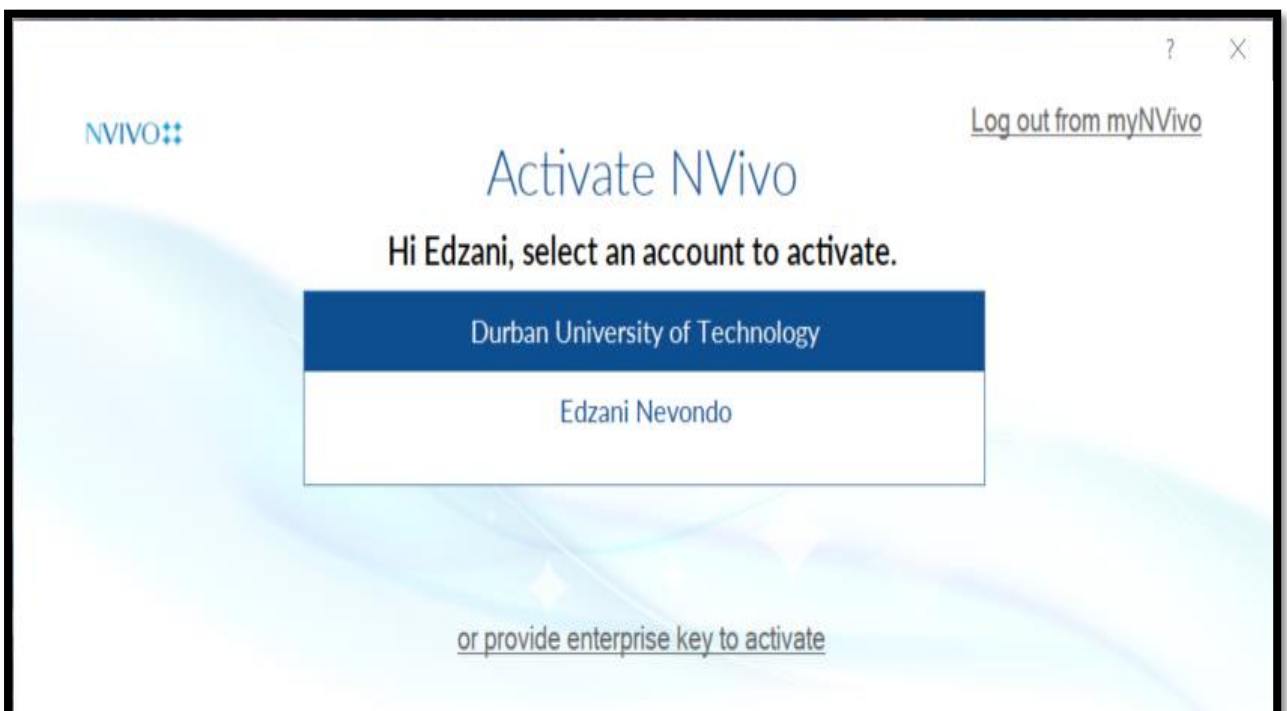 ?
NVIVO
Log out from myNVivo
Activate NVivo
Hi Edzani, select an account to activate.
Durban University of Technology
Edzani Nevondo
or provide enterprise key to activate